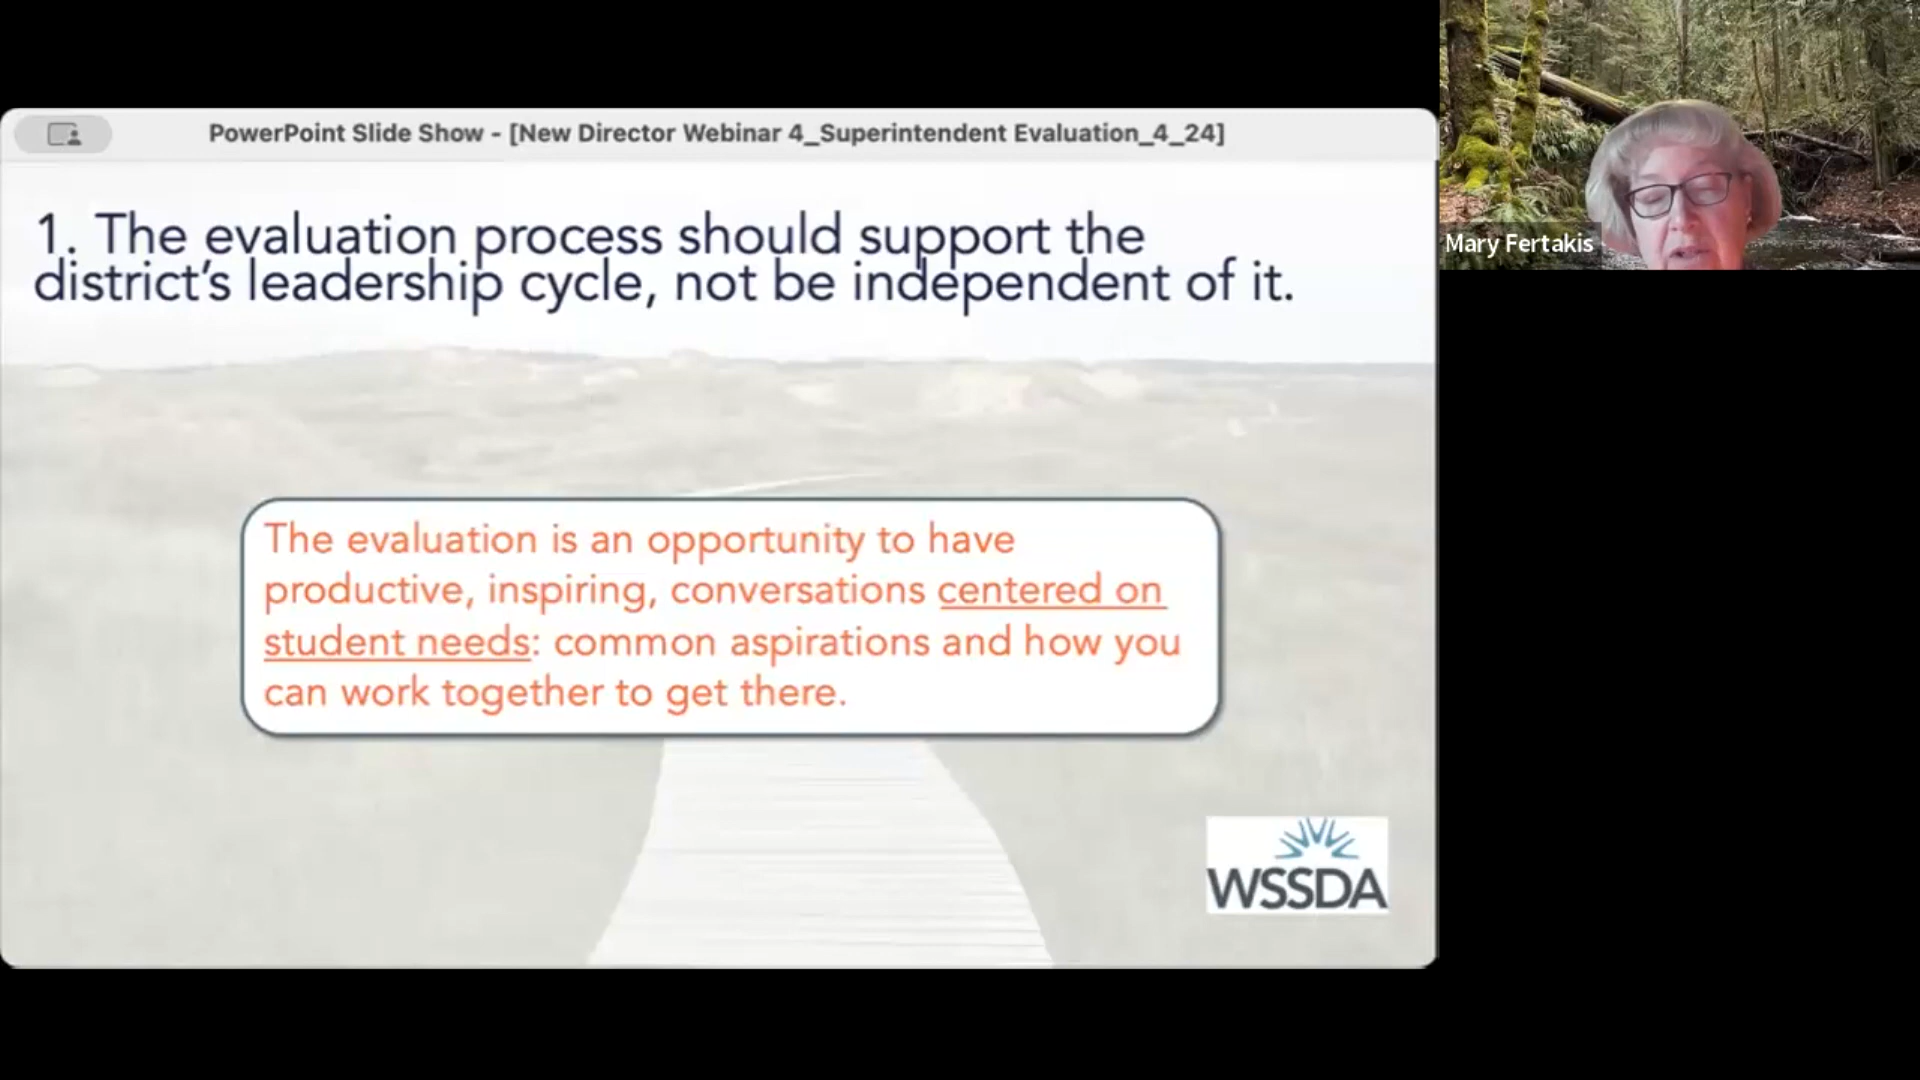 PowerPoint Slide Show - [New Director Webinar 4_Superintendent Evaluation_4_24]
1. The evaluation process should support the
district's leadership cycle, not be independent of it.
The evaluation is an opportunity to have
productive, inspiring, conversations centered on
student needs: common aspirations and how you
can work together to get there.
WSSDA
Mary Fertakis